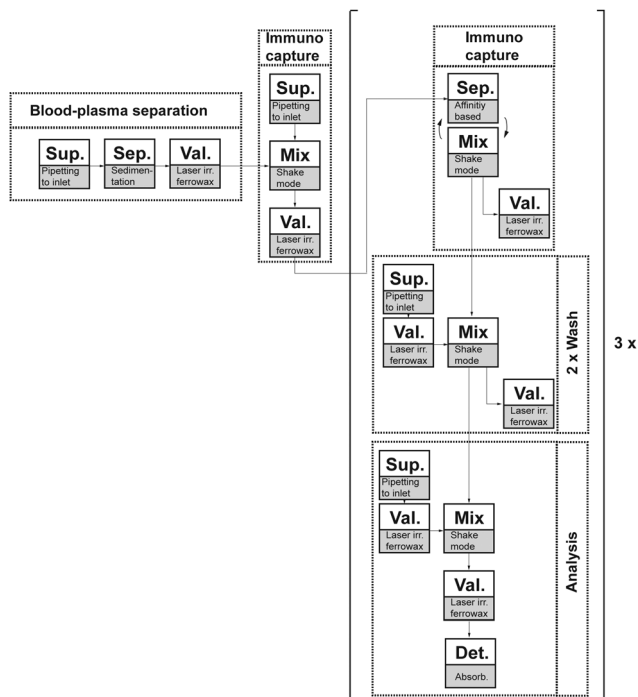 Blood-plasma separation
Sup.
Pipetting
to inlet
Sep.
Sedimen-
tation
Val.
Laser irr.
ferrowax
Immuno
capture
Sup.
Pipetting
to inlet
Mix
Shake
mode
Val.
Laser irr.
ferrowax
Immuno
capture
Sep.
Affinitiy
based
Mix
Shake
mode
Val.
Laser irr.
ferrowax
Sup.
Pipetting
to inlet
Val.
Laser irr.
ferrowax
Mix
Shake
mode
Val.
Laser irr.
ferrowax
2 x Wash
Sup.
Pipetting
to inlet
Val.
Laser irr.
ferrowax
Mix
Shake
mode
Val.
Laser irr.
ferrowax
Det.
Absorb.
Analysis
3 x